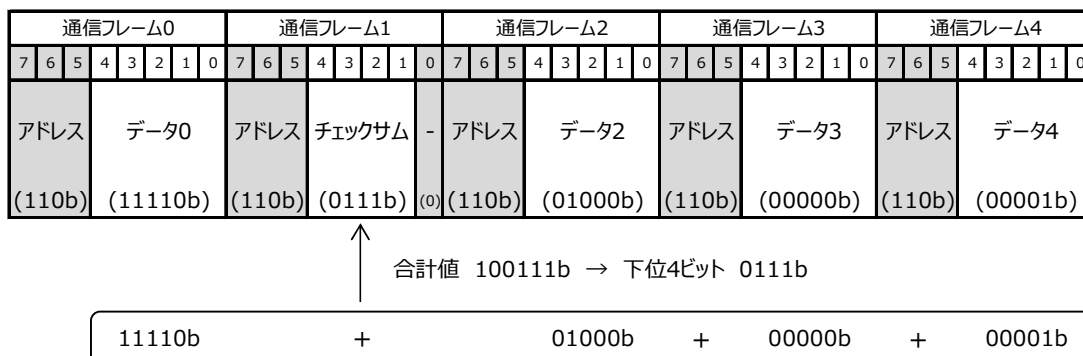 通信フレーム0 通信フレーム1 通信フレーム2 通信フレーム3 通信フレーム4
7 6 5 4 3 2 1 0 7 6 5 4 3 2 1 0 7 6 5 4 3 2 1 0 7 6 5 4 3 2 1 0 7 6 5 4 3 2 1 0
アドレス データ0 アドレス チェックサム - アドレス データ2 アドレス データ3 アドレス データ4
(110b) (11110b) (110b) (0111b) (0) (110b) (01000b) (110b) (00000b) (110b) (00001b)
合計値 100111b → 下位4ビット 0111b
11110b + 01000b + 00000b + 00001b